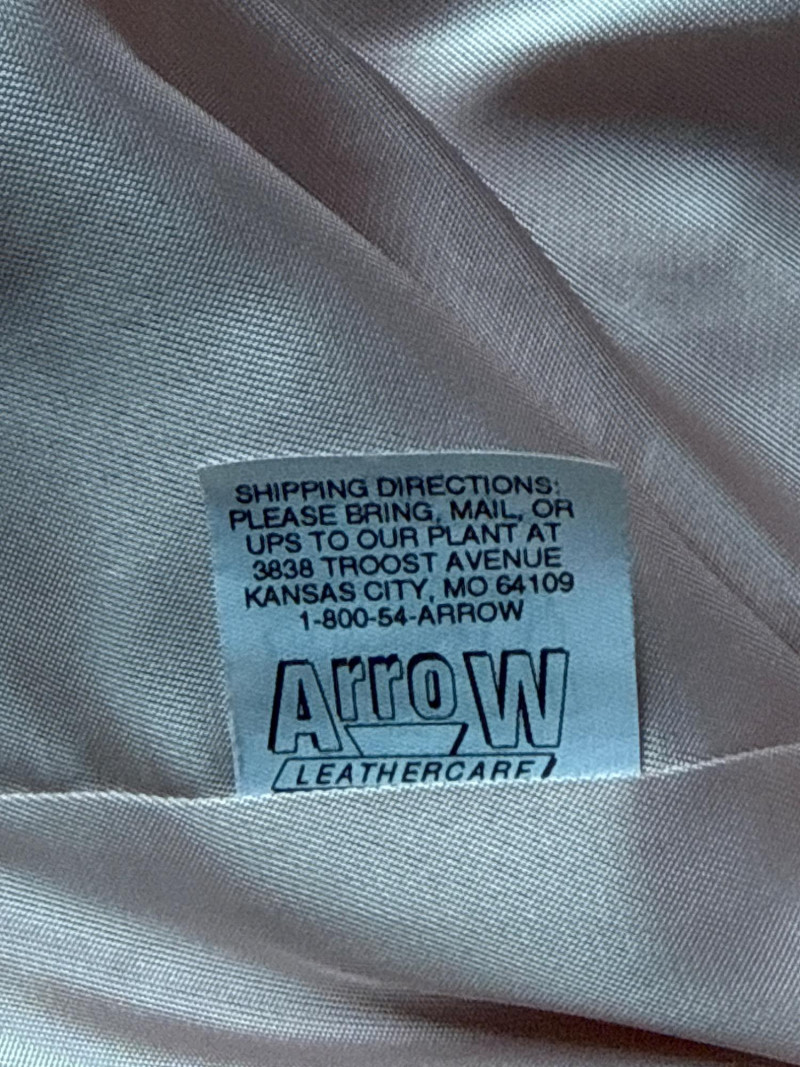 SHIPPING DIRECTIONS:
PLEASE BRING, MAIL, OR
UPS TO OUR PLANT AT
3838 TROOST AVENUE
KANSAS CITY, MO 64109
1-800-54-ARROW
ArroW
LEATHERCARE